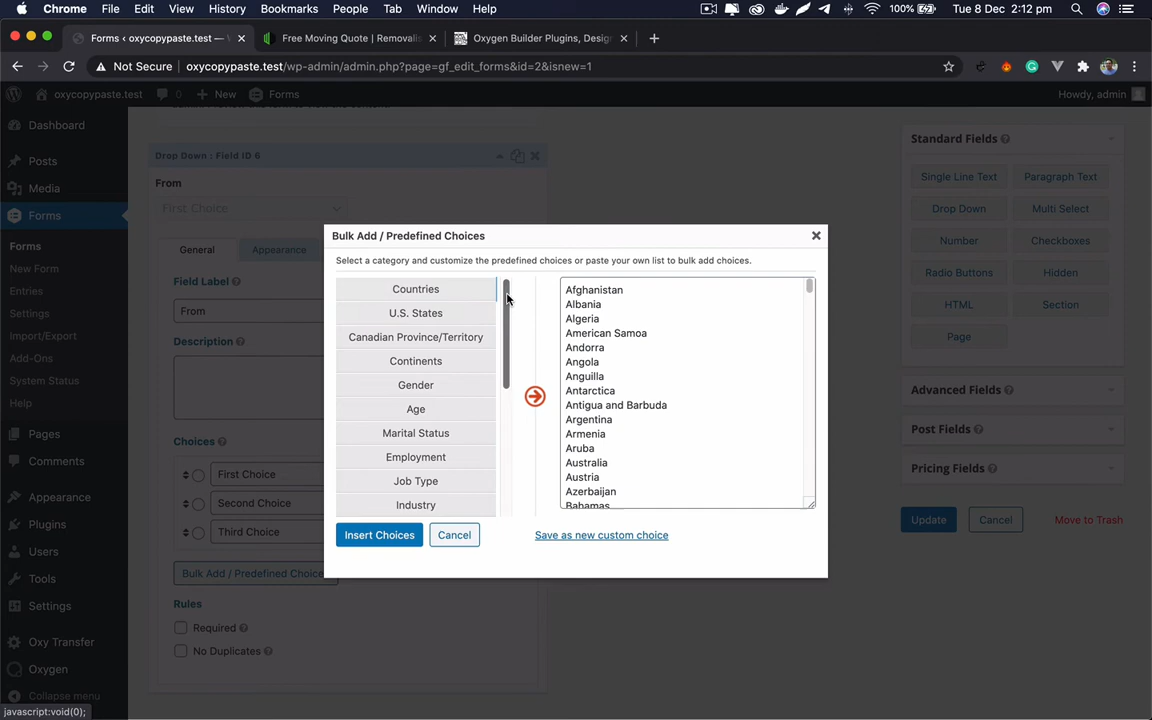 Chrome File Edit View History Bookmarks People Tab Window Help 100% Tue 8 Dec 2:12 pm
Forms ‹ oxycopypaste.test — Free Moving Quote | Removalis Oxygen Builder Plugins, Desig
Not Secure | oxycopypaste.test/wp-admin/admin.php?page=gf_edit_forms&id=2&isnew=1
oxycopypaste.test 0 New Forms Howdy, admin
Dashboard
Posts
Media
Forms
Forms
New Form
Entries
Settings
Import/Export
Add-Ons
System Status
Help
Pages
Comments
Appearance
Plugins
Users
Tools
Settings
Oxy Transfer
Oxygen
Collapse menu
javascript:void(0);
Drop Down : Field ID 6
From
First Choice
General Appearance
Field Label
From
Description
Choices
First Choice
Second Choice
Third Choice
Bulk Add / Predefined Choices
Rules
Required
No Duplicates
Bulk Add / Predefined Choices
Select a category and customize the predefined choices or paste your own list to bulk add choices.
Countries
U.S. States
Canadian Province/Territory
Continents
Gender
Age
Marital Status
Employment
Job Type
Industry
Afghanistan
Albania
Algeria
American Samoa
Andorra
Angola
Anguilla
Antarctica
Antigua and Barbuda
Argentina
Armenia
Aruba
Australia
Austria
Azerbaijan
Bahamas
Insert Choices Cancel Save as new custom choice
Standard Fields
Single Line Text Paragraph Text
Drop Down Multi Select
Number Checkboxes
Radio Buttons Hidden
HTML Section
Page
Advanced Fields
Post Fields
Pricing Fields
Update Cancel Move to Trash